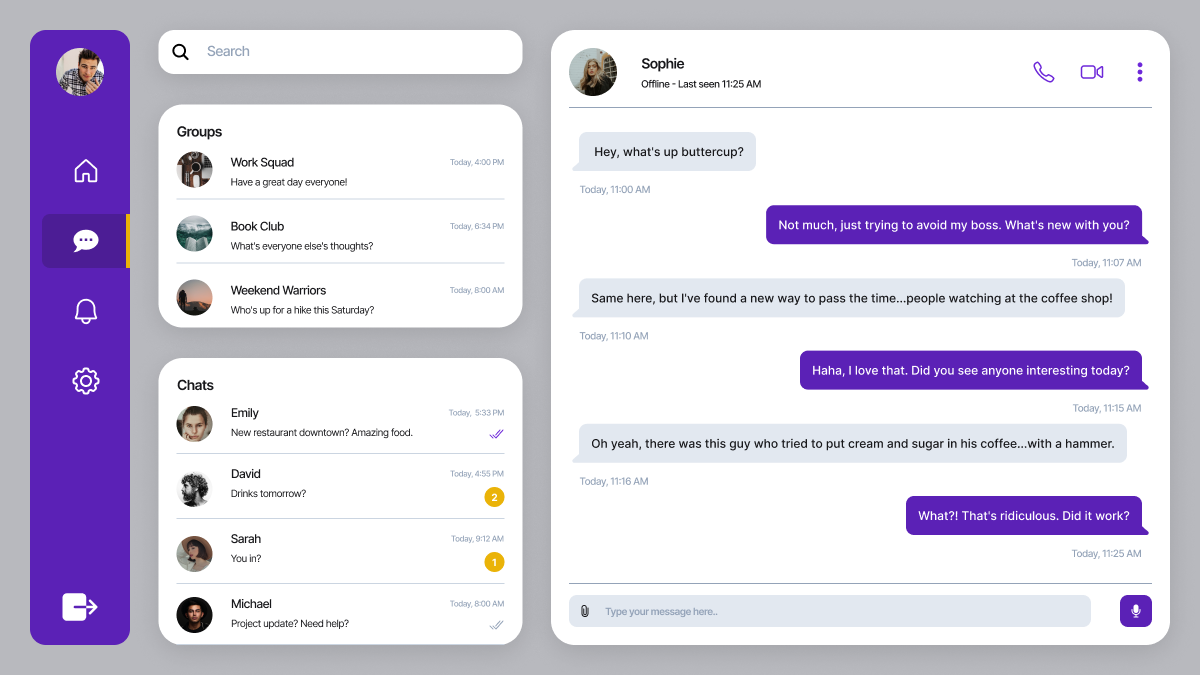 Search
Groups
Work Squad
Today, 4:00 PM
Have a great day everyone!
Book Club
Today, 6:34 PM
What's everyone else's thoughts?
Weekend Warriors
Today, 8:00 AM
Who's up for a hike this Saturday?
Chats
Emily
Today, 5:33 PM
New restaurant downtown? Amazing food.
David
Today, 4:55 PM
Drinks tomorrow?
2
Sarah
Today, 9:12 AM
You in?
1
Michael
Today, 8:00 AM
Project update? Need help?
Sophie
Offline - Last seen 11:25 AM
Hey, what's up buttercup?
Today, 11:00 AM
Not much, just trying to avoid my boss. What's new with you?
Today, 11:07 AM
Same here, but I've found a new way to pass the time...people watching at the coffee shop!
Today, 11:10 AM
Haha, I love that. Did you see anyone interesting today?
Today, 11:15 AM
Oh yeah, there was this guy who tried to put cream and sugar in his coffee...with a hammer.
Today, 11:16 AM
What?! That's ridiculous. Did it work?
Today, 11:25 AM
Type your message here..